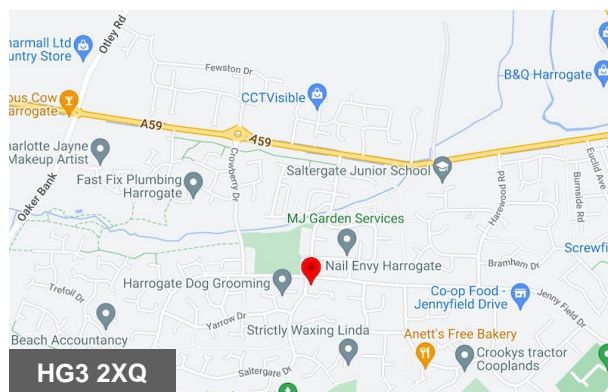 Otley Rd
armall Ltd
untry Store
Fewston Dr
B&Q Harrogate
CCTVisible
ous Cow
arrogate
A59
A59
arlotte Jayne
Makeup Artist
Crowberry Dr
Saltergate Junior School
Euclid Ave
Fast Fix Plumbing
Harrogate
Harewood Rd
Burnside Rd
Oaker Bank
MJ Garden Services
Screwfi
Nail Envy Harrogate
Bramham Dr
Trefoil Dr
Harrogate Dog Grooming
Co-op Food -
Jennyfield Drive
Jenny Field Dr
Yarrow Dr
Strictly Waxing Linda
Anett's Free Bakery
Beach Accountancy
Crookys tractor
Cooplands
Saltergate Dr
HG3 2XQ